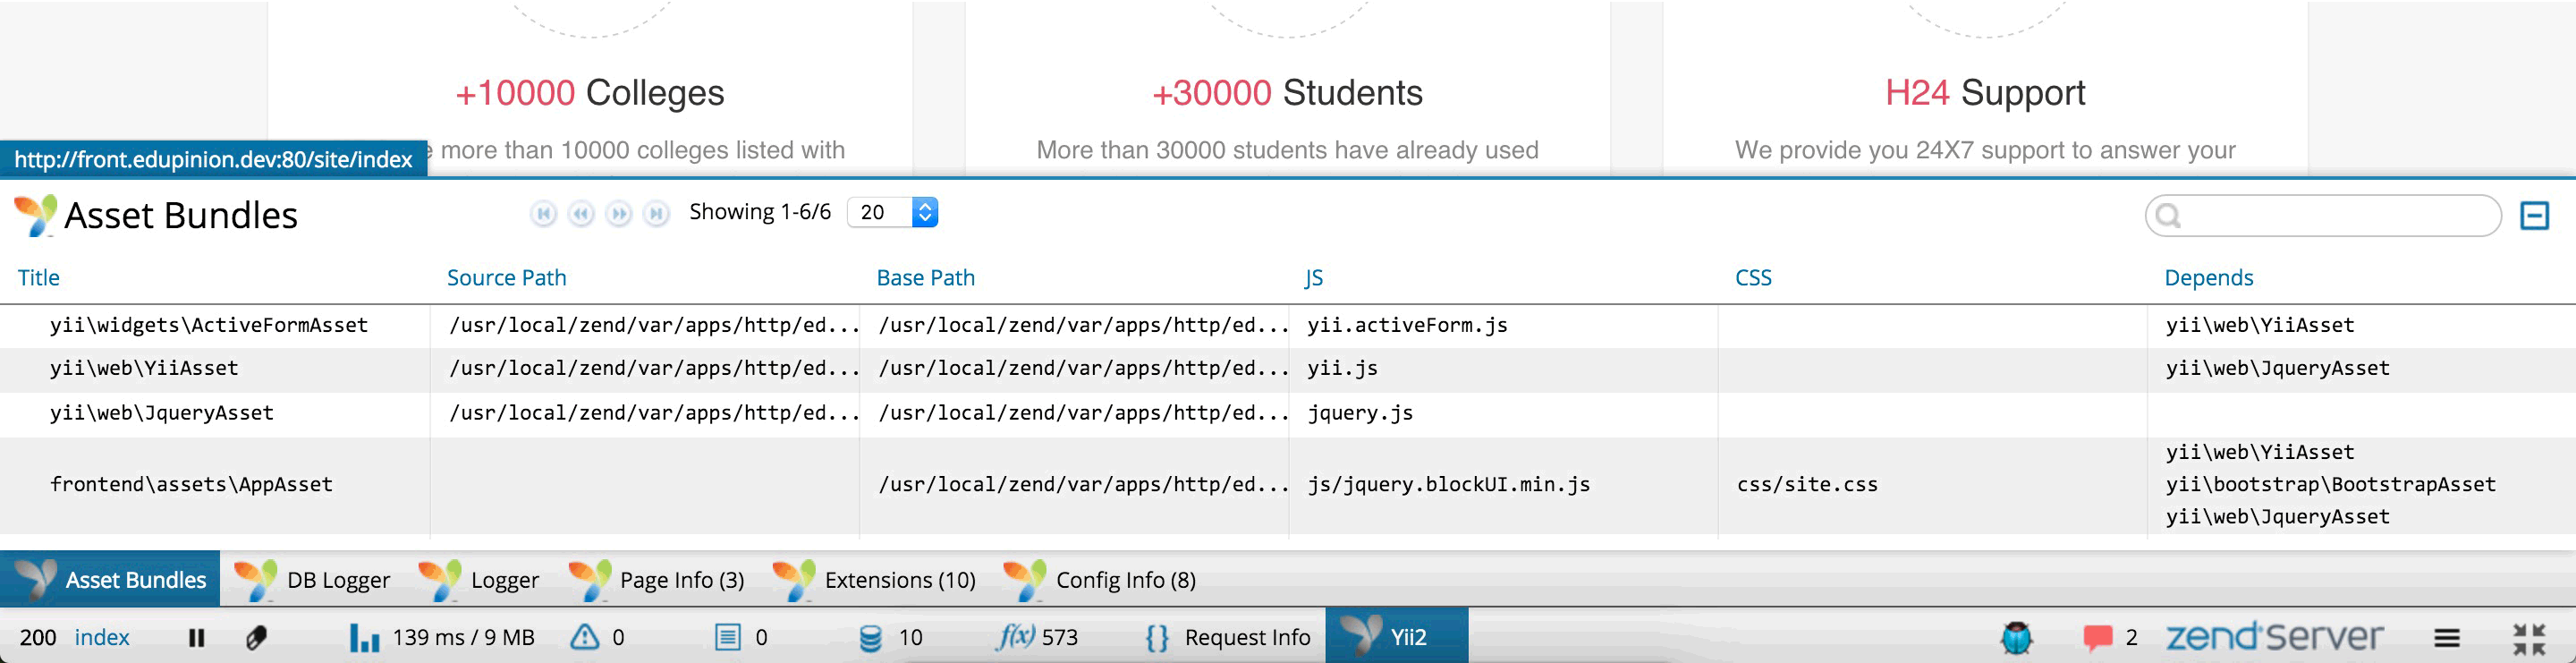 +10000 Colleges
+30000 Students
H24 Support
more than 10000 colleges listed with
More than 30000 students have already used
We provide you 24X7 support to answer your
http://front.edupinion.dev:80/site/index
Asset Bundles
Showing 1-6/6
20
Title Source Path Base Path JS CSS Depends
yii\widgets\ActiveFormAsset /usr/local/zend/var/apps/http/ed... /usr/local/zend/var/apps/http/ed... yii.activeForm.js yii\web\YiiAsset
yii\web\YiiAsset /usr/local/zend/var/apps/http/ed... /usr/local/zend/var/apps/http/ed... yii.js yii\web\JqueryAsset
yii\web\JqueryAsset /usr/local/zend/var/apps/http/ed... /usr/local/zend/var/apps/http/ed... jquery.js
frontend\assets\AppAsset /usr/local/zend/var/apps/http/ed... js/jquery.blockUI.min.js css/site.css yii\web\YiiAsset
yii\bootstrap\BootstrapAsset
yii\web\JqueryAsset
Asset Bundles DB Logger Logger Page Info (3) Extensions (10) Config Info (8)
200 index 139 ms / 9 MB 0 0 10 f(x) 573 {} Request Info Yii2 2 zend Server